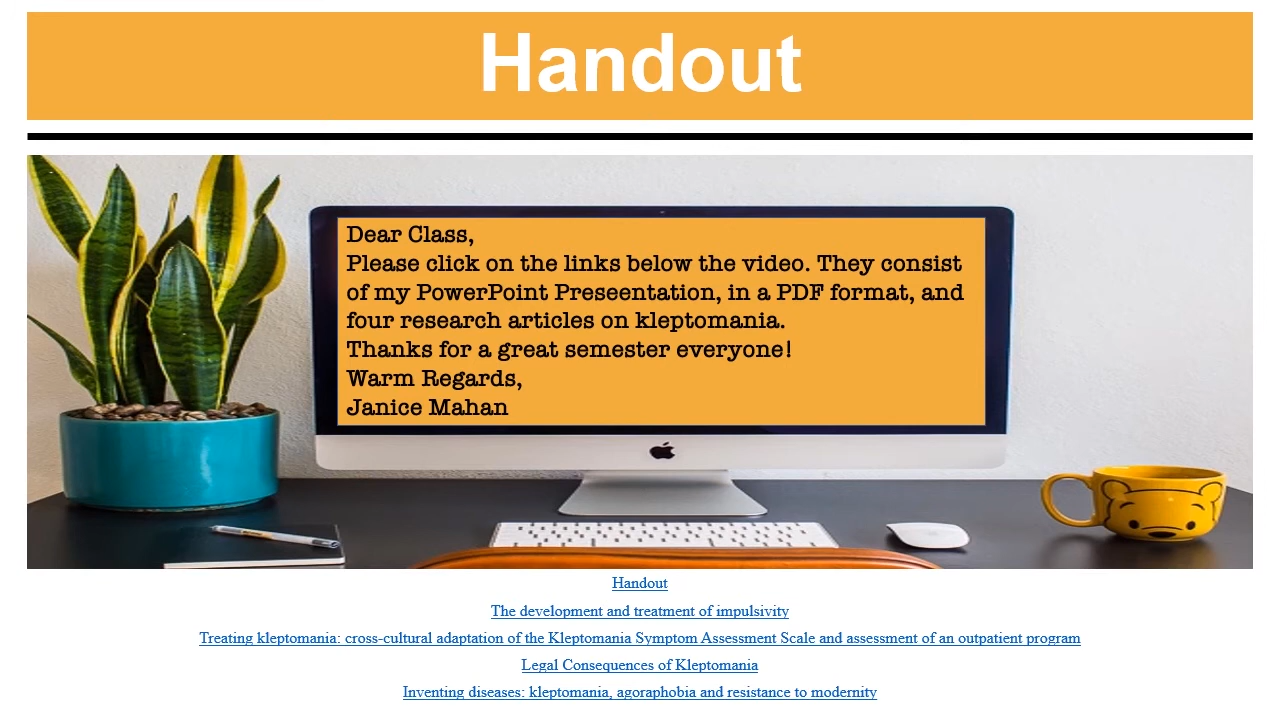 Handout
Dear Class,
Please click on the links below the video. They consist
of my PowerPoint Preseentation, in a PDF format, and
four research articles on kleptomania.
Thanks for a great semester everyone!
Warm Regards,
Janice Mahan
Handout
The development and treatment of impulsivity
Treating kleptomania: cross-cultural adaptation of the Kleptomania Symptom Assessment Scale and assessment of an outpatient program
Legal Consequences of Kleptomania
Inventing diseases: kleptomania, agoraphobia and resistance to modernity